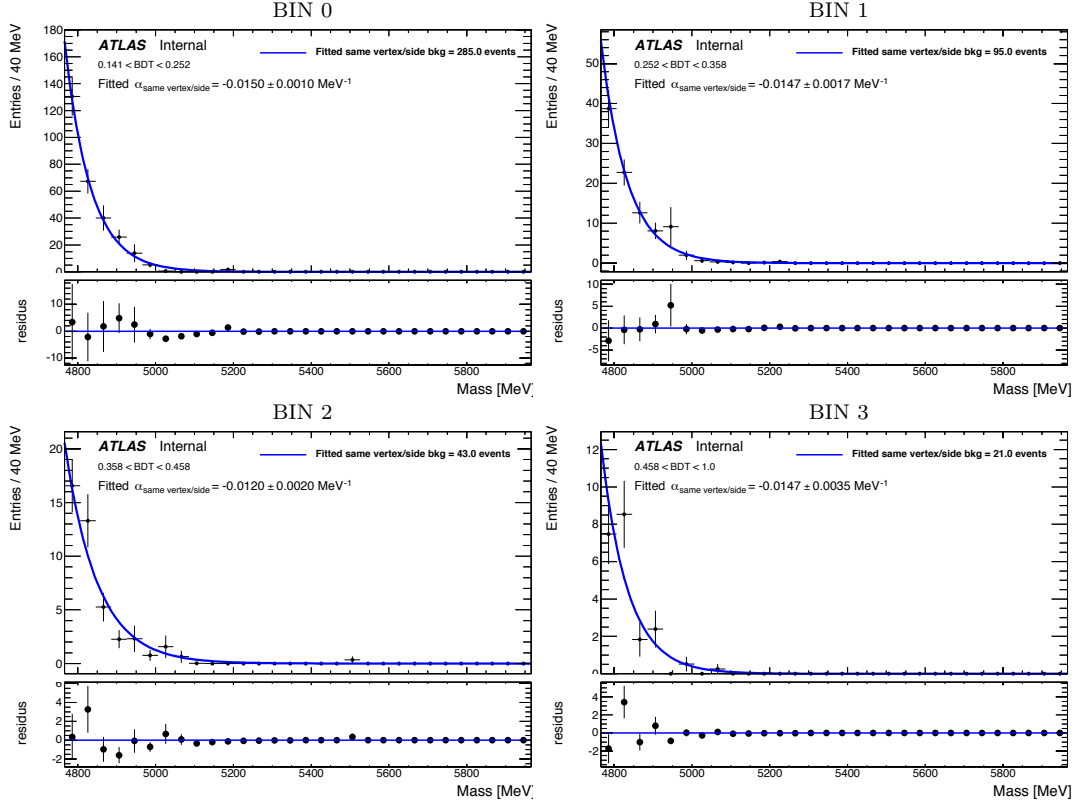 BIN 0
ATLAS Internal
Fitted same vertex/side bkg = 285.0 events
0.141 < BDT < 0.252
Fitted α same vertex/side = -0.0150 ± 0.0010 MeV⁻¹
Entries / 40 MeV
180
160
140
120
100
80
60
40
20
0
residus
10
0
-10
4800 5000 5200 5400 5600 5800
Mass [MeV]
BIN 1
ATLAS Internal
Fitted same vertex/side bkg = 95.0 events
0.252 < BDT < 0.358
Fitted α same vertex/side = -0.0147 ± 0.0017 MeV⁻¹
Entries / 40 MeV
50
40
30
20
10
0
residus
10
5
0
-5
4800 5000 5200 5400 5600 5800
Mass [MeV]
BIN 2
ATLAS Internal
Fitted same vertex/side bkg = 43.0 events
0.358 < BDT < 0.458
Fitted α same vertex/side = -0.0120 ± 0.0020 MeV⁻¹
Entries / 40 MeV
20
15
10
5
0
residus
6
4
2
0
-2
4800 5000 5200 5400 5600 5800
Mass [MeV]
BIN 3
ATLAS Internal
Fitted same vertex/side bkg = 21.0 events
0.458 < BDT < 1.0
Fitted α same vertex/side = -0.0147 ± 0.0035 MeV⁻¹
Entries / 40 MeV
12
10
8
6
4
2
0
residus
4
2
0
-2
4800 5000 5200 5400 5600 5800
Mass [MeV]